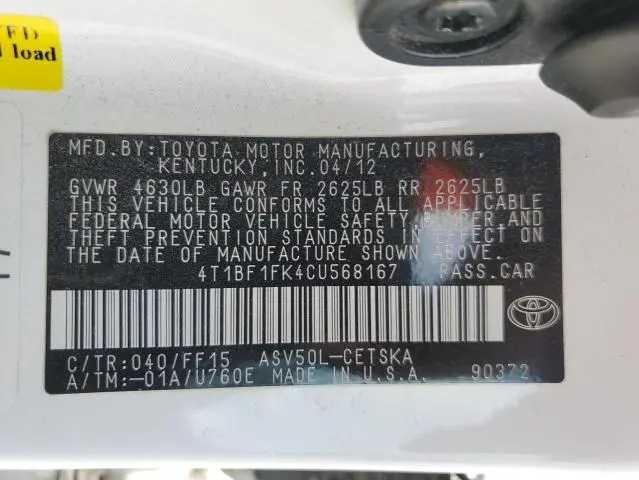 load
MFD.BY: TOYOTA MOTOR MANUFACTURING,
KENTUCKY, INC. 04/12
GVWR 4630LB GAWR FR 2625LB RR 2625LB
THIS VEHICLE CONFORMS TO ALL APPLICABLE
FEDERAL MOTOR VEHICLE SAFETY, BUMPER AND
THEFT PREVENTION STANDARDS IN EFFECT ON
THE DATE OF MANUFACTURE SHOWN ABOVE.
4T1BF1FK4CU568167 PASS.CAR
C/TR: 040/FF15 ASV50L-CETSKA
A/TM: -01A/U760E MADE IN U.S.A. 90372